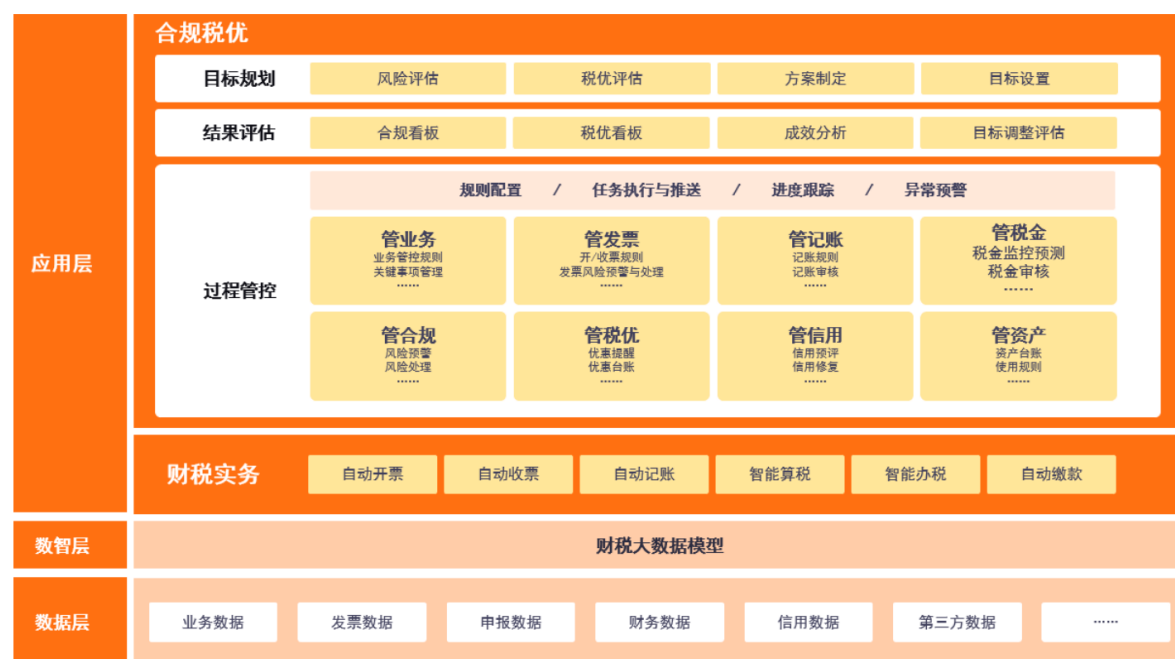 合规税优
目标规划 风险评估 税优评估 方案制定 目标设置
结果评估 合规看板 税优看板 成效分析 目标调整评估
规则配置 / 任务执行与推送 / 进度跟踪 / 异常预警
应用层
过程管控
管业务
业务管控规则
关键事项管理
……
管发票
开/收票规则
发票风险预警与处理
……
管记账
记账规则
记账审核
……
管税金
税金监控预测
税金审核
……
管合规
风险预警
风险处理
……
管税优
优惠提醒
优惠台账
……
管信用
信用预评
信用修复
……
管资产
资产台账
使用规则
……
财税实务 自动开票 自动收票 自动记账 智能算税 智能办税 自动缴款
数智层 财税大数据模型
数据层 业务数据 发票数据 申报数据 财务数据 信用数据 第三方数据 ……